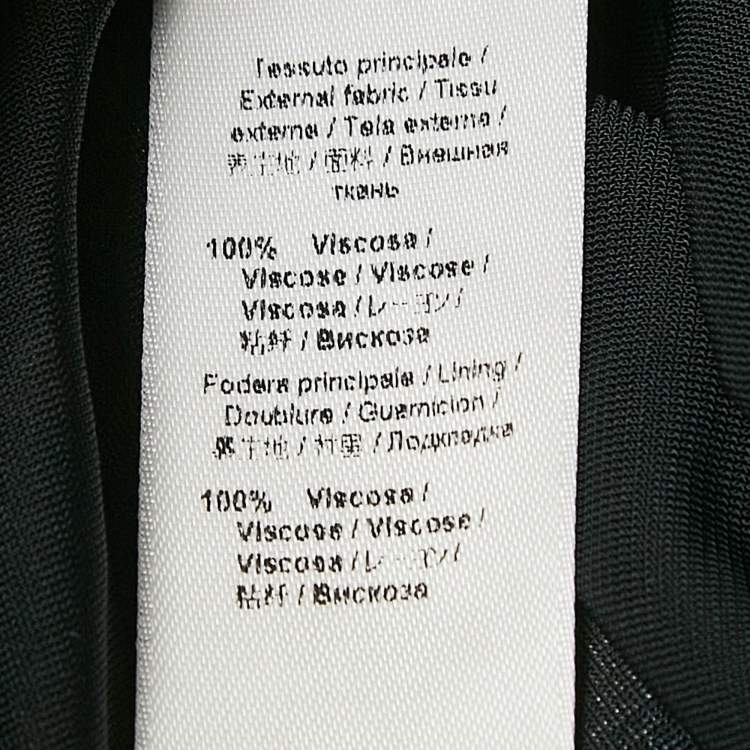 Tessuto principale /
External fabric / Tissu
externe / Tela externa /
表生地 / 面料 / Внешная
ткань
100% Viscosa /
Viscose / Viscose /
Viscosa / レーヨン /
粘纤 / Вискоза
Fodera principale / Lining /
Doublure / Guarnicion /
裏生地 / 衬里 / Подкладка
100% Viscosa /
Viscose / Viscose /
Viscosa / レーヨン /
粘纤 / Вискоза